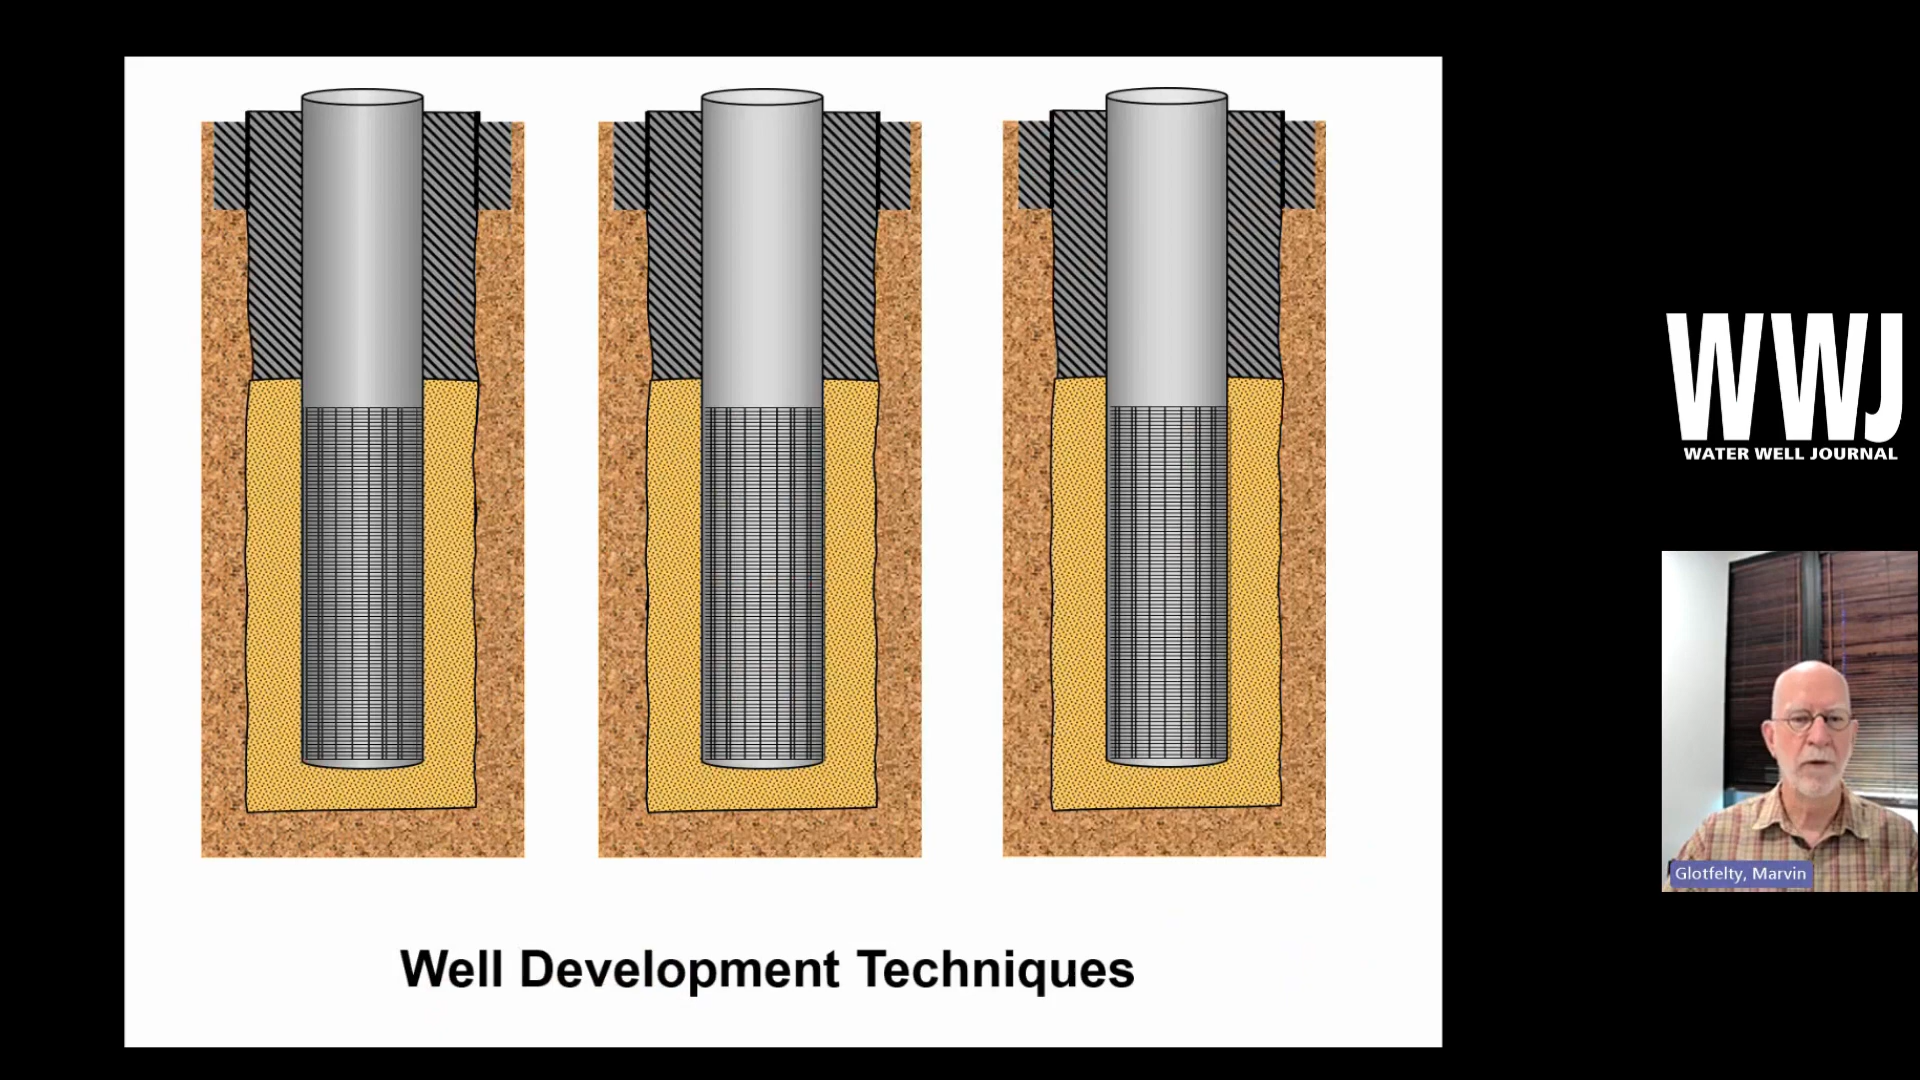 WWJ
WATER WELL JOURNAL
Glotfelty, Marvin
Well Development Techniques